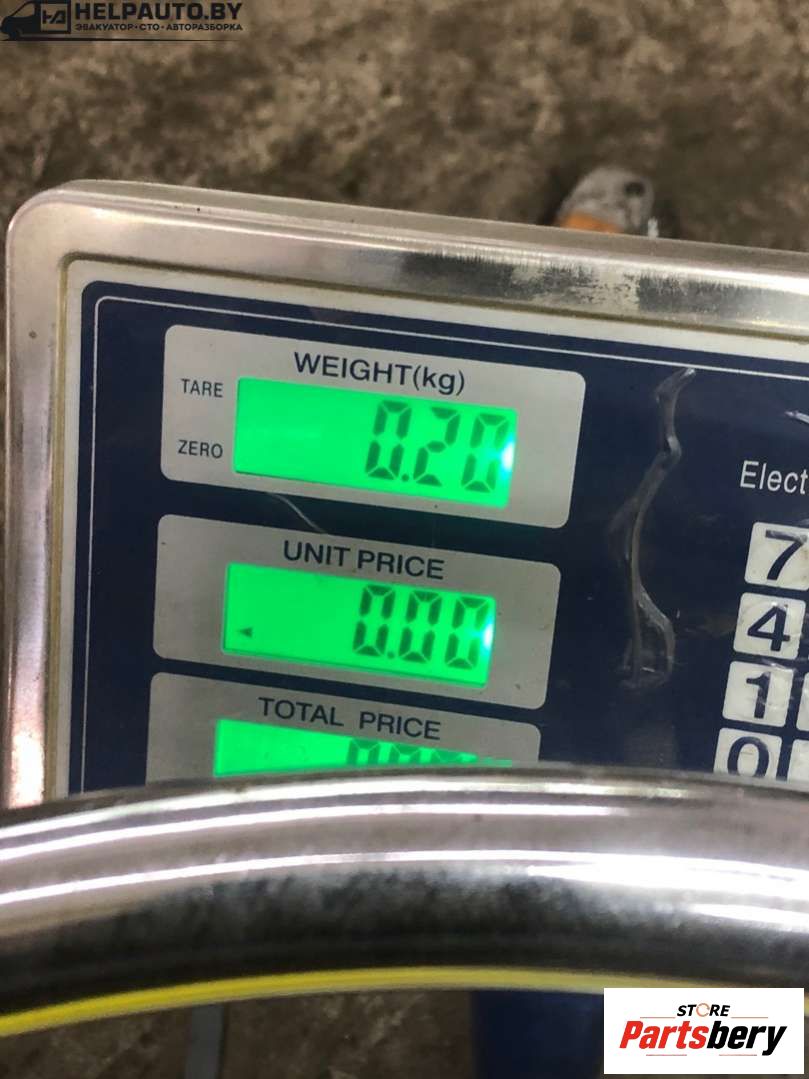 HELPAUTO.BY
ЭВАКУАТОР•СТО•АВТОРАЗБОРКА
WEIGHT(kg)
TARE
0.20
ZERO
Elect
UNIT PRICE
7
0.00
4
TOTAL PRICE
1
0
STORE
Partsbery